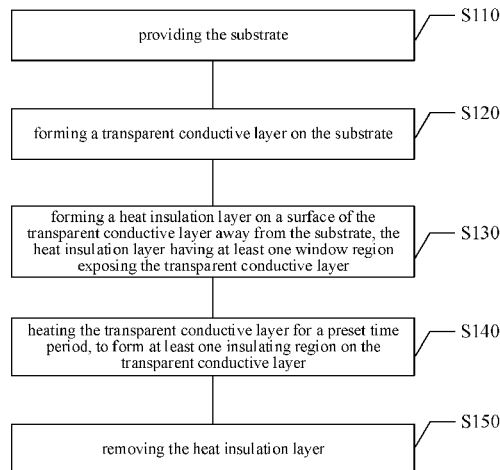 providing the substrate
S110
forming a transparent conductive layer on the substrate
S120
forming a heat insulation layer on a surface of the
transparent conductive layer away from the substrate, the
heat insulation layer having at least one window region
exposing the transparent conductive layer
S130
heating the transparent conductive layer for a preset time
period, to form at least one insulating region on the
transparent conductive layer
S140
removing the heat insulation layer
S150